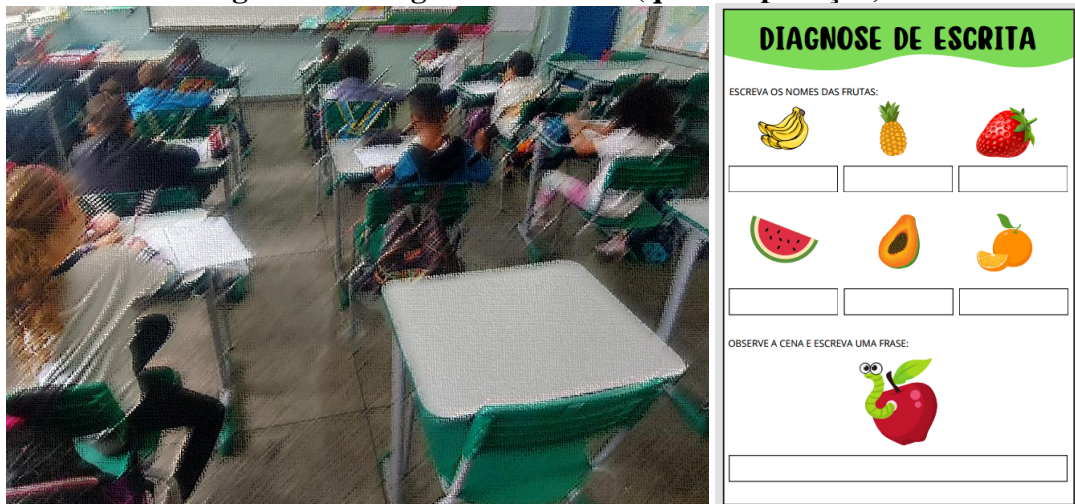 DIAGNOSE DE ESCRITA
ESCREVA OS NOMES DAS FRUTAS:
OBSERVE A CENA E ESCREVA UMA FRASE: